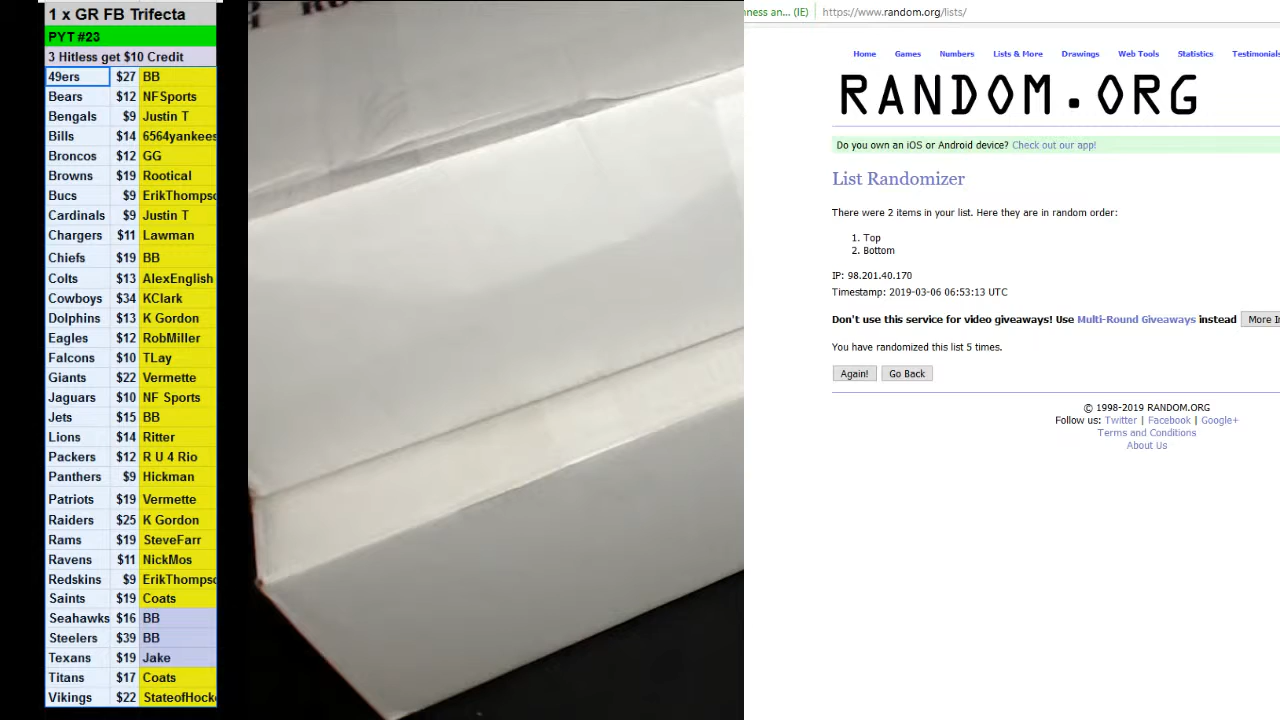 1 x GR FB Trifecta
PYT #23
3 Hitless get $10 Credit
49ers $27 BB
Bears $12 NFSports
Bengals $9 Justin T
Bills $14 6564yankees
Broncos $12 GG
Browns $19 Rootical
Bucs $9 ErikThompso
Cardinals $9 Justin T
Chargers $11 Lawman
Chiefs $19 BB
Colts $13 AlexEnglish
Cowboys $34 KClark
Dolphins $13 K Gordon
Eagles $12 RobMiller
Falcons $10 TLay
Giants $22 Vermette
Jaguars $10 NF Sports
Jets $15 BB
Lions $14 Ritter
Packers $12 R U 4 Rio
Panthers $9 Hickman
Patriots $19 Vermette
Raiders $25 K Gordon
Rams $19 SteveFarr
Ravens $11 NickMos
Redskins $9 ErikThompso
Saints $19 Coats
Seahawks $16 BB
Steelers $39 BB
Texans $19 Jake
Titans $17 Coats
Vikings $22 StateofHocke
ness an... (IE) https://www.random.org/lists/
Home Games Numbers Lists & More Drawings Web Tools Statistics Testimonials
RANDOM.ORG
Do you own an iOS or Android device? Check out our app!
List Randomizer
There were 2 items in your list. Here they are in random order:
1. Top
2. Bottom
IP: 98.201.40.170
Timestamp: 2019-03-06 06:53:13 UTC
Don't use this service for video giveaways! Use Multi-Round Giveaways instead More In
You have randomized this list 5 times.
Again! Go Back
© 1998-2019 RANDOM.ORG
Follow us: Twitter | Facebook | Google+
Terms and Conditions
About Us